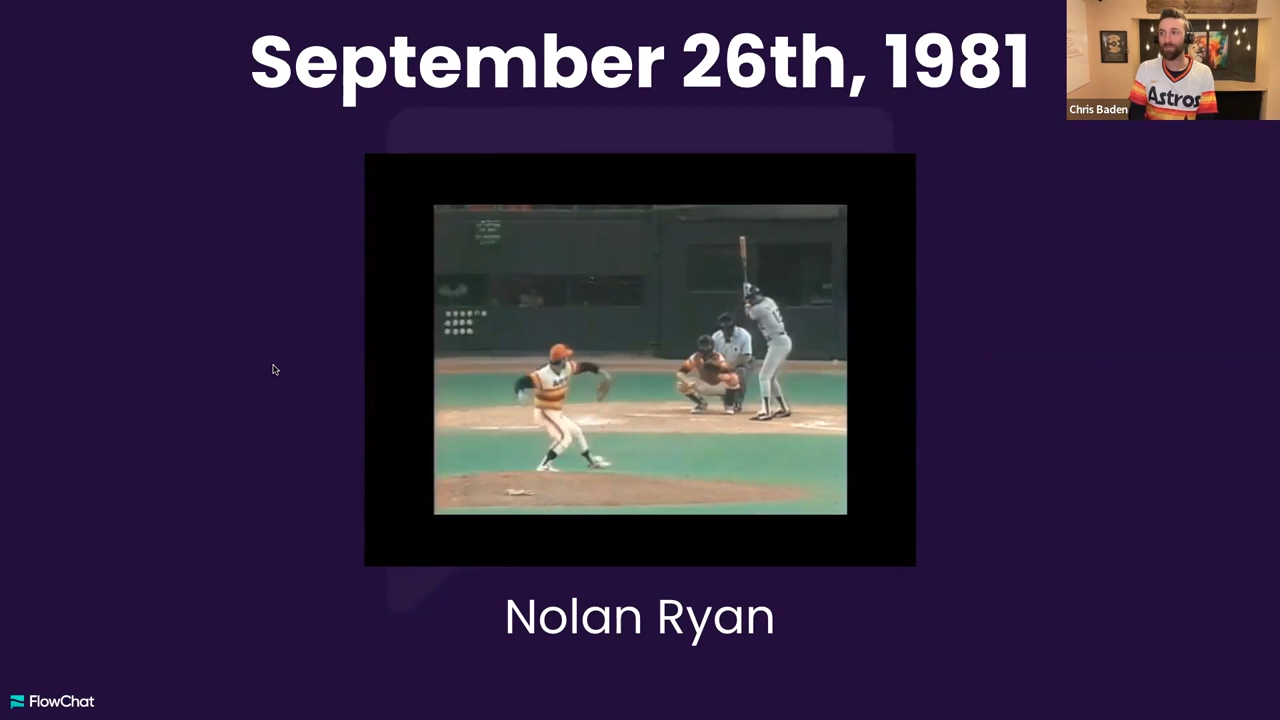 September 26th, 1981
Astros
Chris Baden
Nolan Ryan
FlowChat